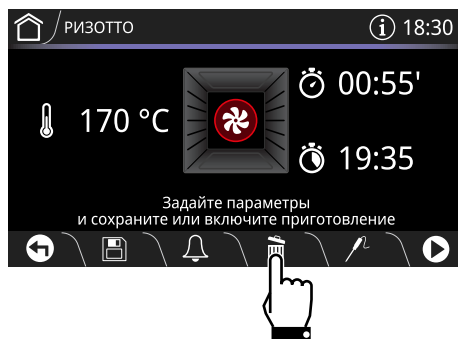 РИЗОТТО
18:30
00:55'
170 °C
19:35
Задайте параметры
и сохраните или включите приготовление